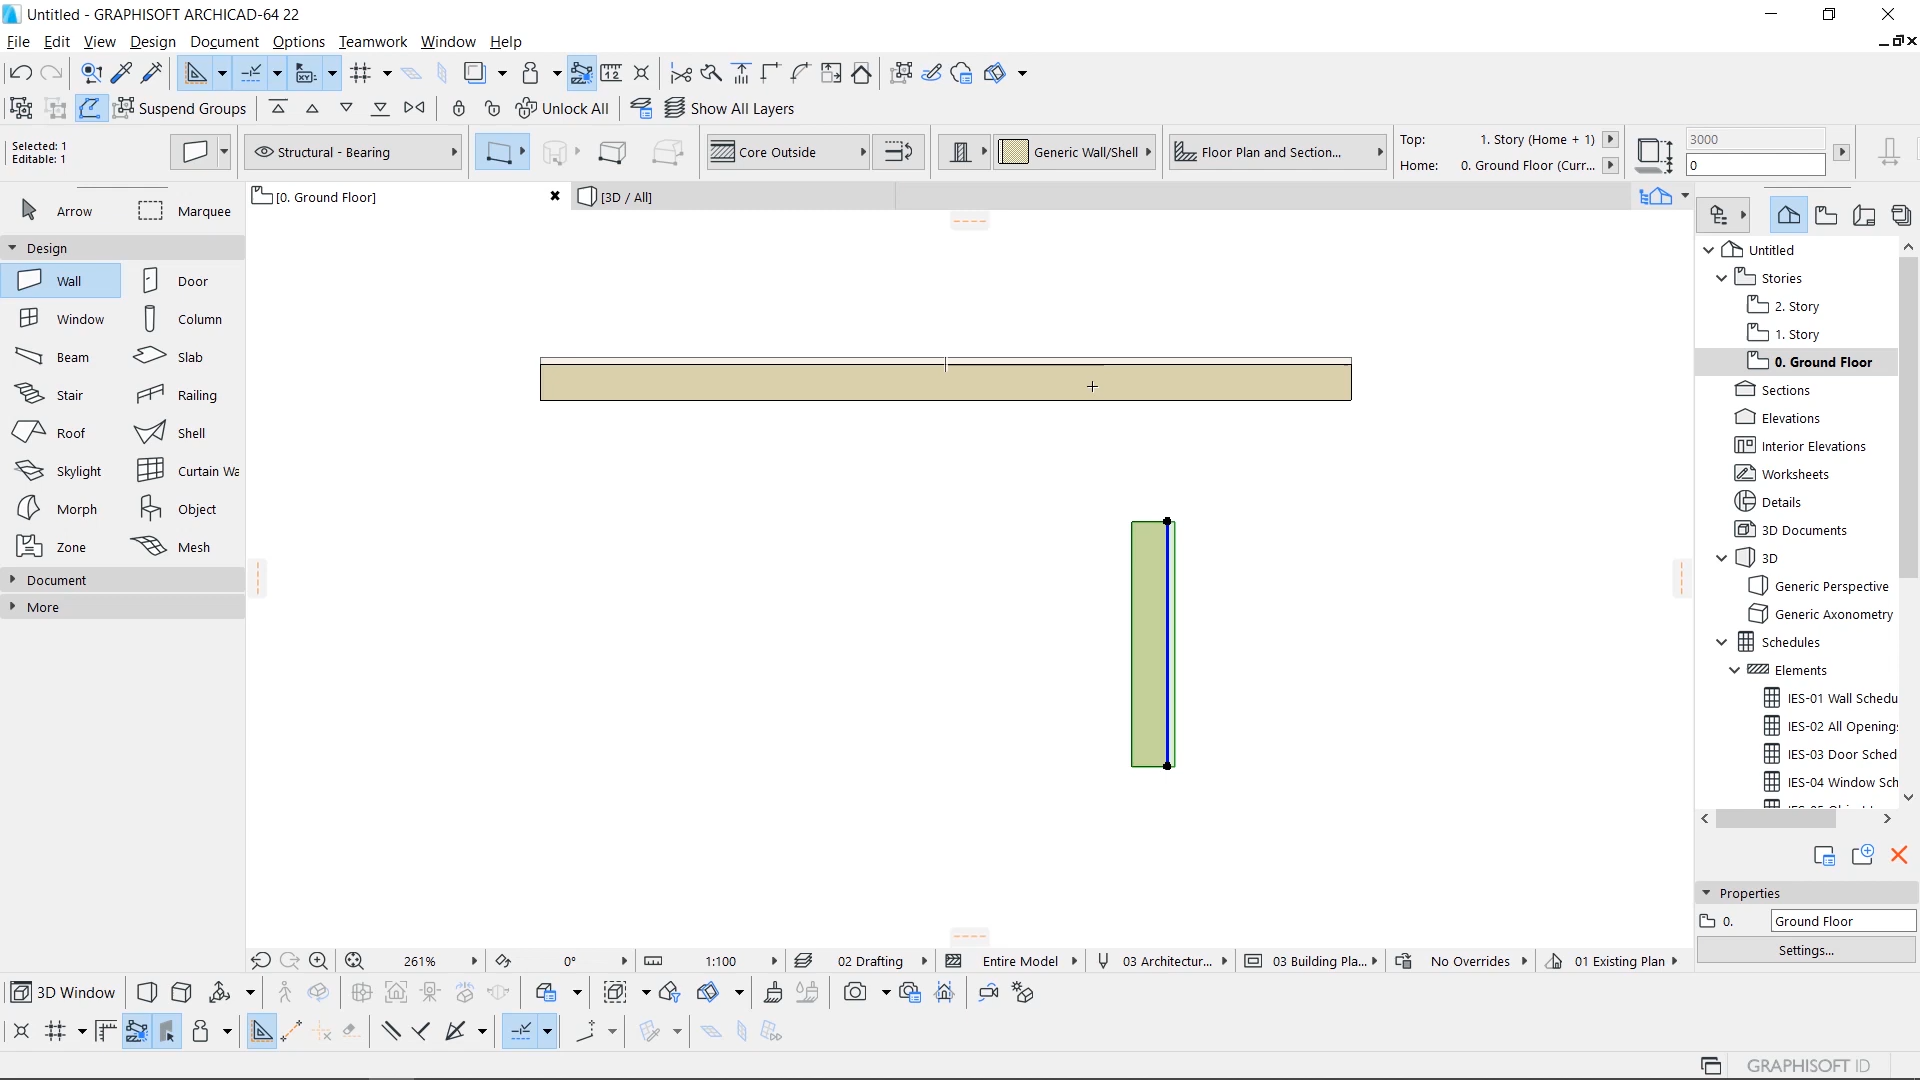 Untitled - GRAPHISOFT ARCHICAD-64 22
File Edit View Design Document Options Teamwork Window Help
Suspend Groups Unlock All Show All Layers
Selected: 1
Editable: 1
Structural - Bearing
Core Outside
Generic Wall/Shell
Floor Plan and Section...
Top: 1. Story (Home + 1) 3000
Home: 0. Ground Floor (Curr... 0
Arrow Marquee
Design
Wall Door
Window Column
Beam Slab
Stair Railing
Roof Shell
Skylight Curtain Wa
Morph Object
Zone Mesh
Document
More
[0. Ground Floor] [3D / All]
Untitled
Stories
2. Story
1. Story
0. Ground Floor
Sections
Elevations
Interior Elevations
Worksheets
Details
3D Documents
3D
Generic Perspective
Generic Axonometry
Schedules
Elements
IES-01 Wall Schedu
IES-02 All Opening
IES-03 Door Sched
IES-04 Window Sch
Properties
0. Ground Floor
Settings...
261% 0° 1:100 02 Drafting Entire Model 03 Architectur... 03 Building Pla... No Overrides 01 Existing Plan
3D Window
GRAPHISOFT ID